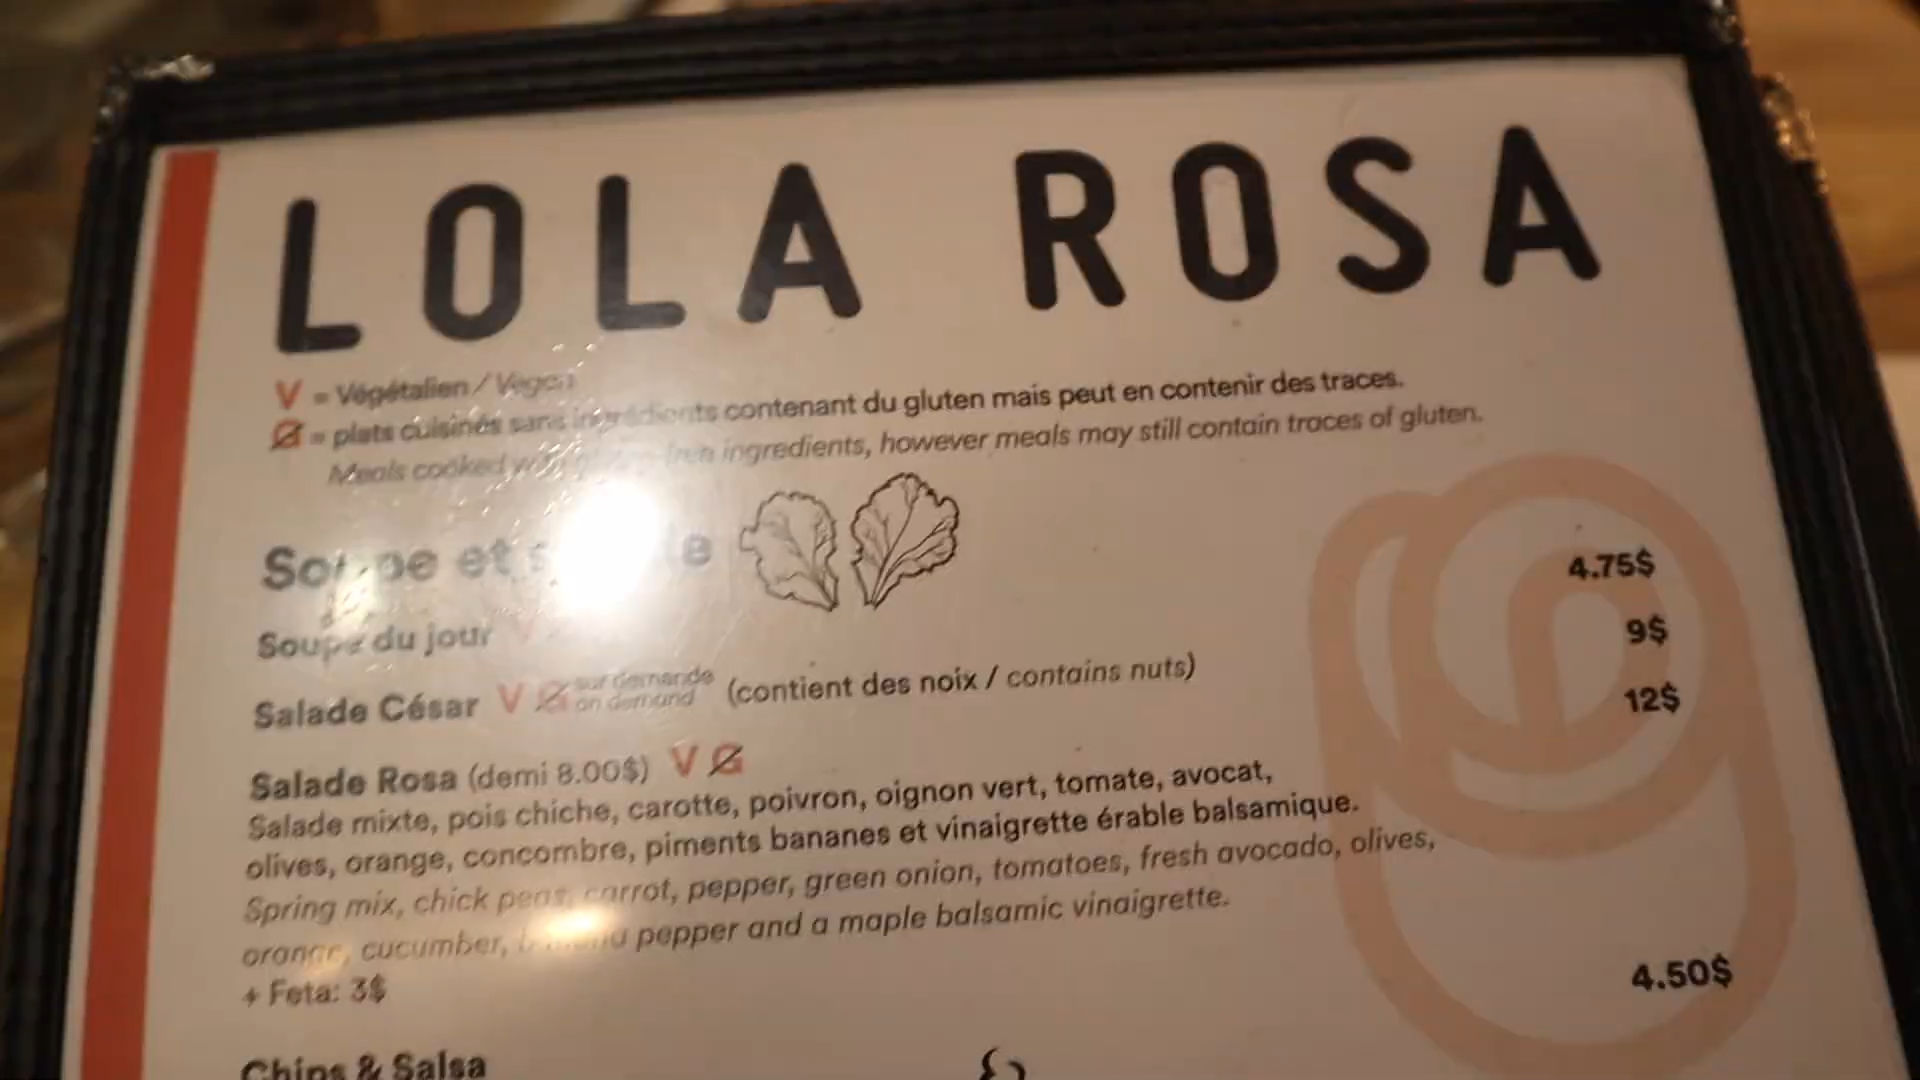 LOLA ROSA
V = Végétalien / Vegan
G = plats cuisinés sans ingrédients contenant du gluten mais peut en contenir des traces.
Meals cooked ingredients, however meals may still contain traces of gluten.
Soupe et
Soupe du jour V 4.75$
Salade César V G sur demande on demand (contient des noix / contains nuts) 9$
Salade Rosa (demi 8.00$) V G 12$
Salade mixte, pois chiche, carotte, poivron, oignon vert, tomate, avocat,
olives, orange, concombre, piments bananes et vinaigrette érable balsamique.
Spring mix, chick peas, carrot, pepper, green onion, tomatoes, fresh avocado, olives,
orange, cucumber, pepper and a maple balsamic vinaigrette.
+ Feta: 3$
Chips & Salsa 4.50$